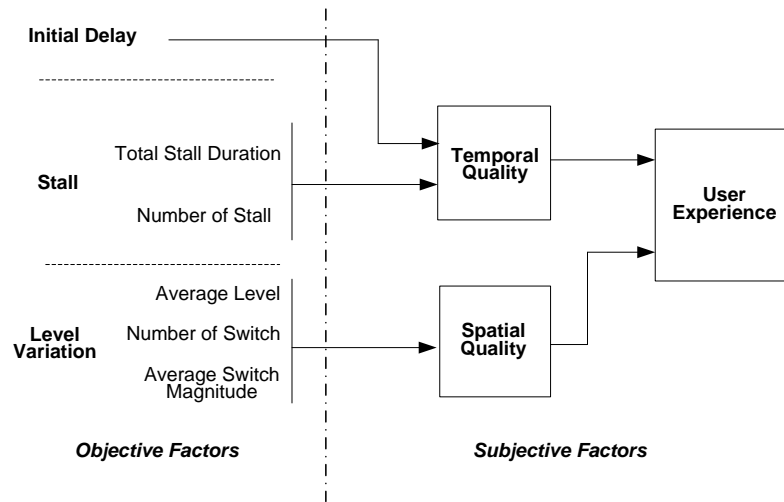 Initial Delay
Total Stall Duration
Stall
Number of Stall
Temporal
Quality
User
Experience
Average Level
Level
Variation
Number of Switch
Average Switch
Magnitude
Spatial
Quality
Objective Factors
Subjective Factors